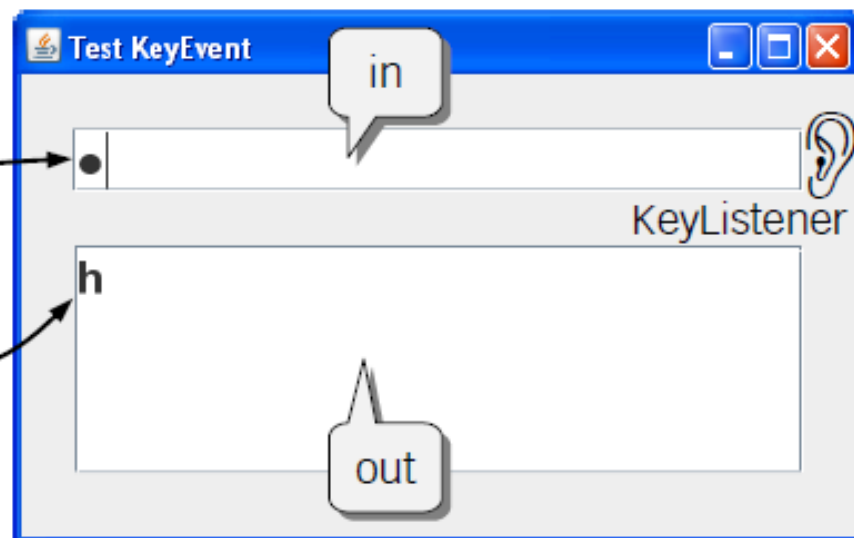 Test KeyEvent
in
●
KeyListener
h
out